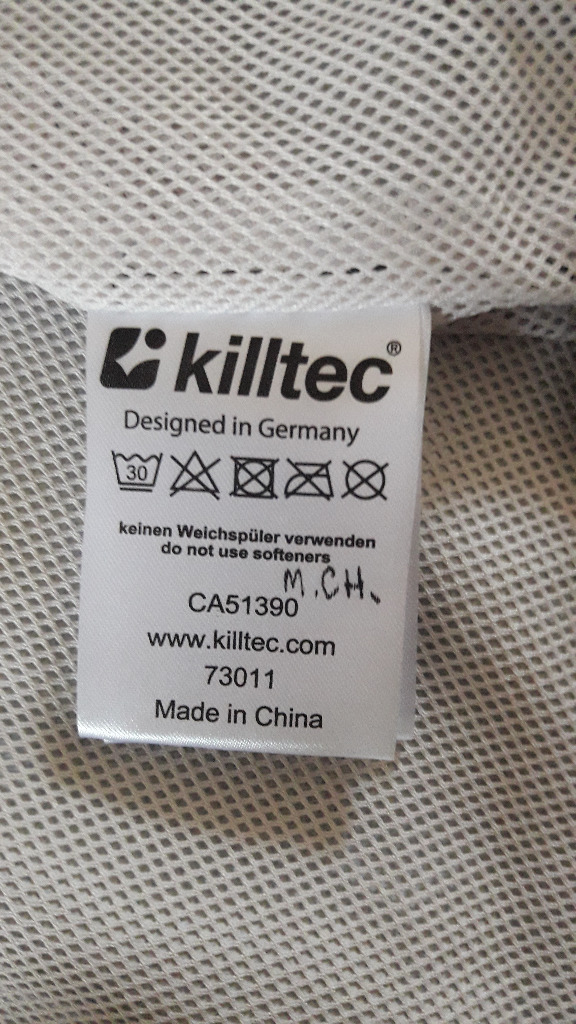 killtec®
Designed in Germany
30
keinen Weichspüler verwenden
do not use softeners
M.CH.
CA51390
www.killtec.com
73011
Made in China